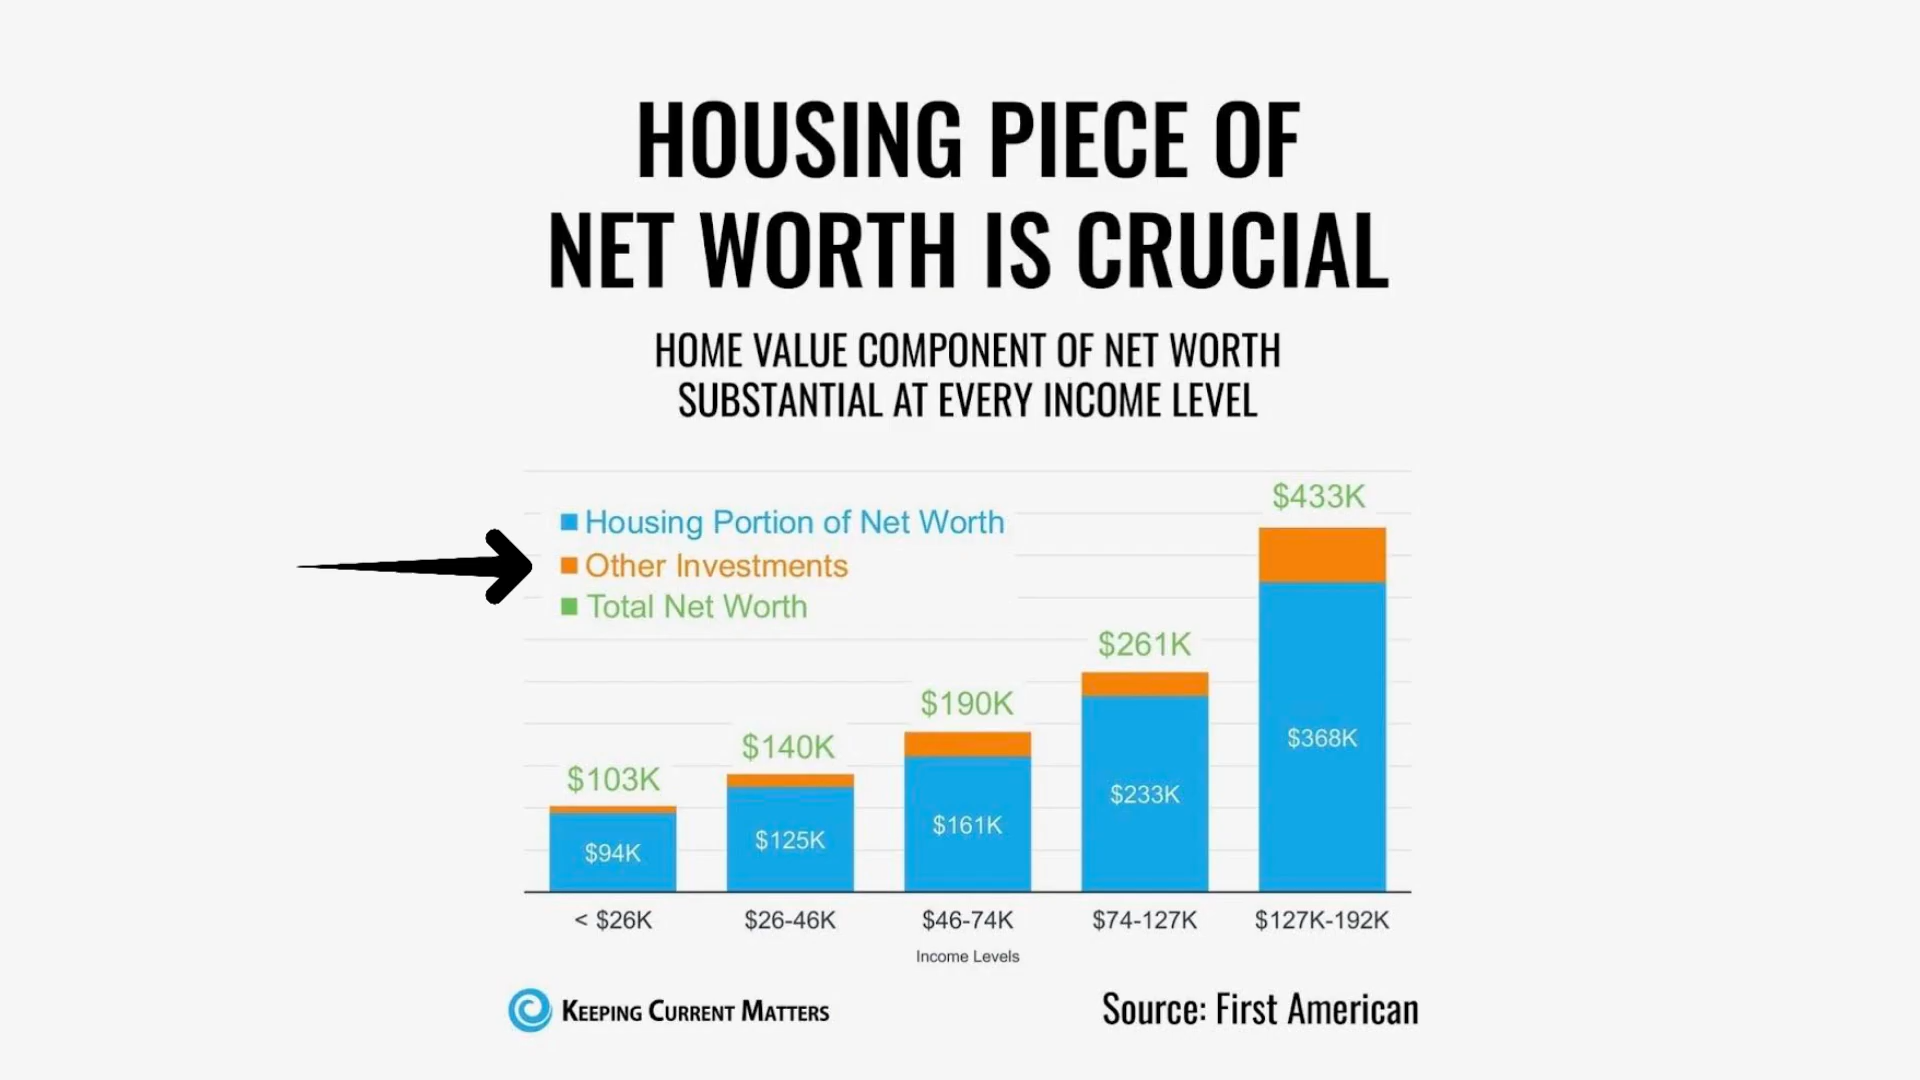 HOUSING PIECE OF
NET WORTH IS CRUCIAL
HOME VALUE COMPONENT OF NET WORTH
SUBSTANTIAL AT EVERY INCOME LEVEL
Housing Portion of Net Worth
Other Investments
Total Net Worth
$103K
$140K
$190K
$261K
$433K
$94K
$125K
$161K
$233K
$368K
< $26K
$26-46K
$46-74K
$74-127K
$127K-192K
Income Levels
KEEPING CURRENT MATTERS
Source: First American